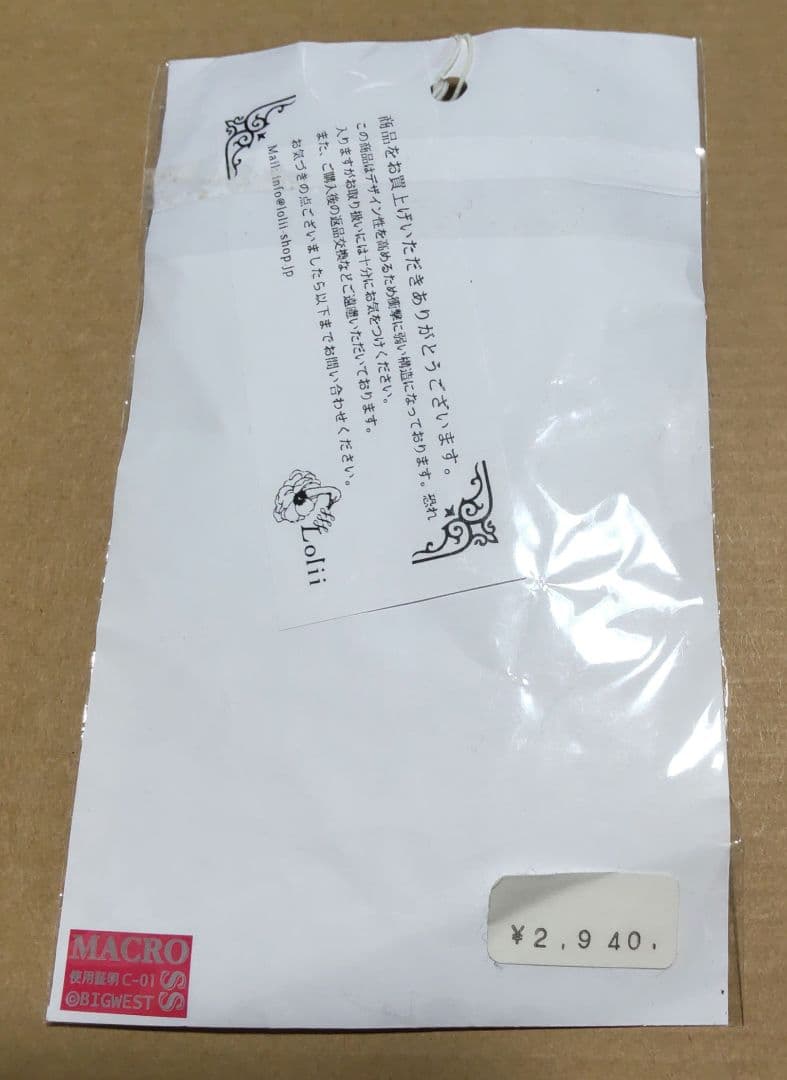 商品をお買上げいただきありがとうございます。
この商品はデザイン性を高めるため衝撃に弱い構造になっております。恐れ
入りますがお取り扱いには十分にお気をつけください。
また、ご購入後の返品交換などご遠慮いただいております。
お気づきの点ございましたら以下までお問い合わせください。
Mail:info@lolii-shop.jp
Lolii
¥2,940.
MACROSS
使用証明 C-01
©BIGWEST